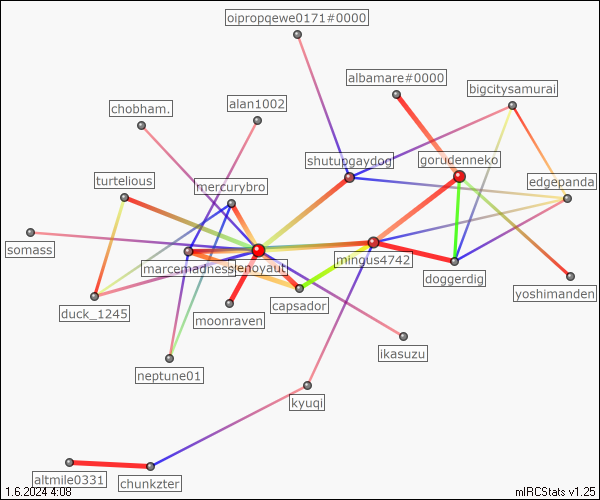 oipropqewe0171#0000
albamare#0000
bigcitysamurai
chobham.
alan1002
shutupgaydog
gorudenneko
turtelious
mercurybro
edgepanda
somass
marcemadness
mingus4742
doggerdig
yoshimanden
capsador
duck_1245
moonraven
ikasuzu
neptune01
kyuqi
altmile0331
chunkzter
1.6.2024 4:08
mIRCStats v1.25